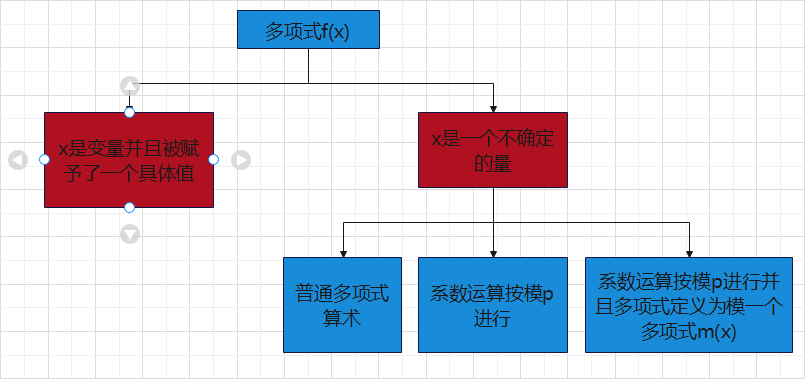 多项式f(x)
x是变量并且被赋
予了一个具体值
x是一个不确定
的量
普通多项式
算术
系数运算按模p
进行
系数运算按模p进行并
且多项式定义为模一个
多项式m(x)